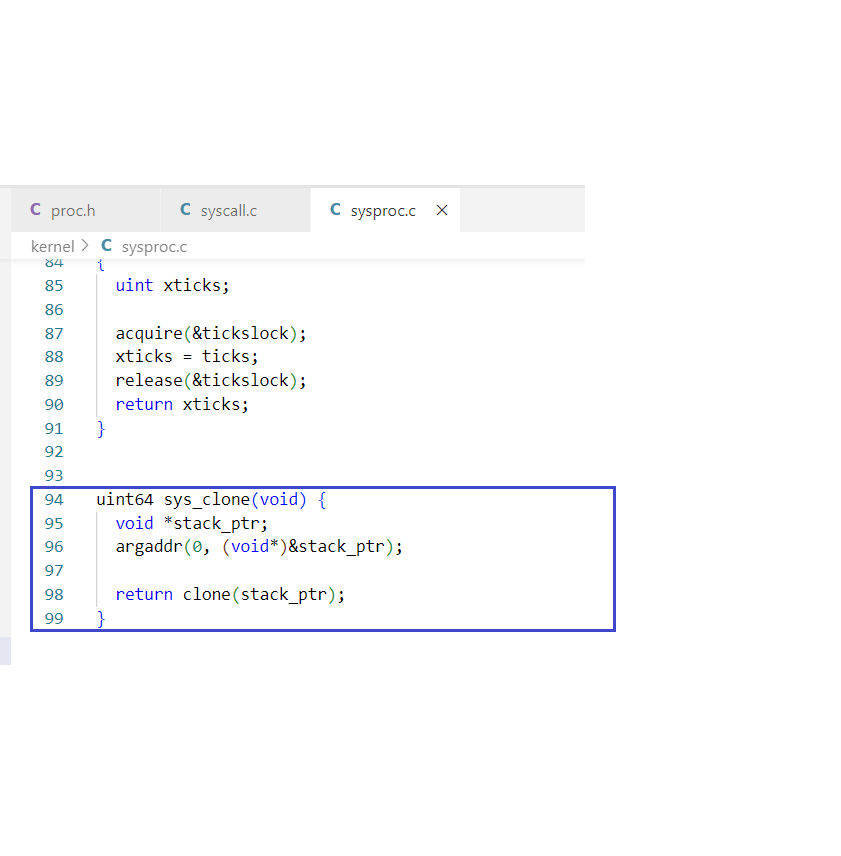 C proc.h C syscall.c C sysproc.c ×
kernel > C sysproc.c
84 {
85 uint xticks;
86
87 acquire(&tickslock);
88 xticks = ticks;
89 release(&tickslock);
90 return xticks;
91 }
92
93
94 uint64 sys_clone(void) {
95 void *stack_ptr;
96 argaddr(0, (void*)&stack_ptr);
97
98 return clone(stack_ptr);
99 }